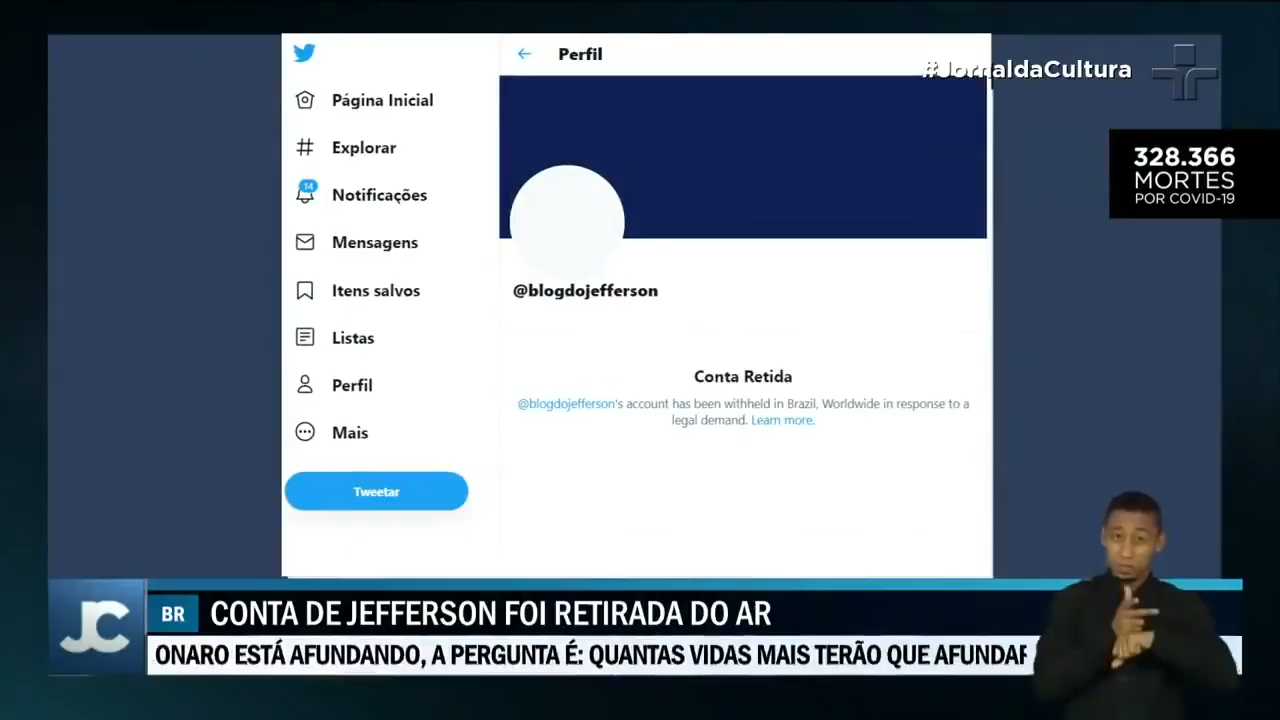 Perfil
#JornaldaCultura
Página Inicial
Explorar
14
Notificações
Mensagens
Itens salvos
Listas
Perfil
Mais
Tweetar
@blogdojefferson
Conta Retida
@blogdojefferson's account has been withheld in Brazil, Worldwide in response to a
legal demand. Learn more.
328.366
MORTES
POR COVID-19
JC
BR CONTA DE JEFFERSON FOI RETIRADA DO AR
ONARO ESTÁ AFUNDANDO, A PERGUNTA É: QUANTAS VIDAS MAIS TERÃO QUE AFUNDAR